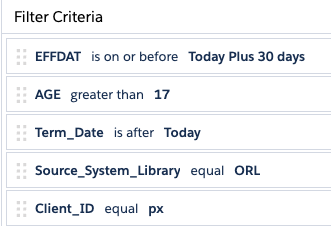 Filter Criteria
EFFDAT is on or before Today Plus 30 days
AGE greater than 17
Term_Date is after Today
Source_System_Library equal ORL
Client_ID equal px